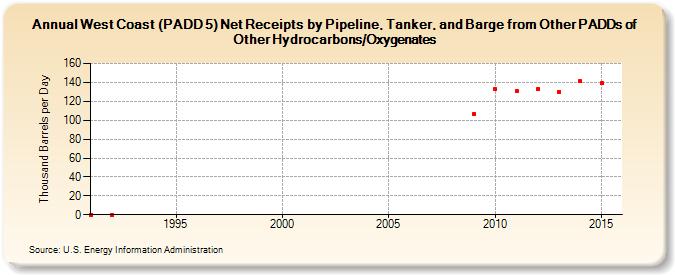 Annual West Coast (PADD 5) Net Receipts by Pipeline, Tanker, and Barge from Other PADDs of
Other Hydrocarbons/Oxygenates
Thousand Barrels per Day
160
140
120
100
80
60
40
20
0
1995 2000 2005 2010 2015
Source: U.S. Energy Information Administration